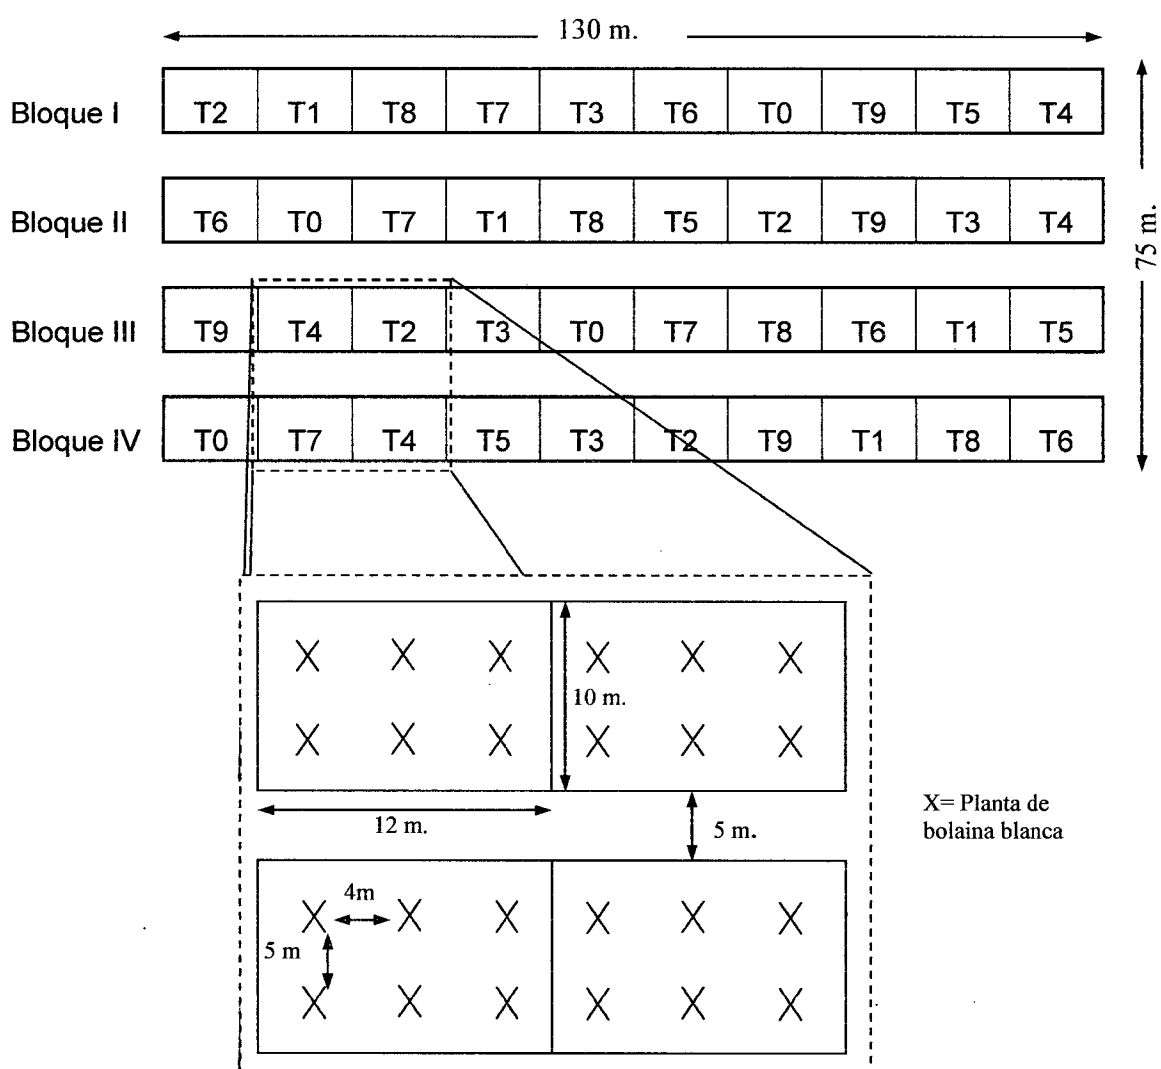 130 m.
Bloque I T2 T1 T8 T7 T3 T6 T0 T9 T5 T4
Bloque II T6 T0 T7 T1 T8 T5 T2 T9 T3 T4
75 m.
Bloque III T9 T4 T2 T3 T0 T7 T8 T6 T1 T5
Bloque IV T0 T7 T4 T5 T3 T2 T9 T1 T8 T6
X X X X X X
10 m.
X X X X X X
12 m.
5 m.
X= Planta de
bolaina blanca
4m
X X X X X X
5 m
X X X X X X